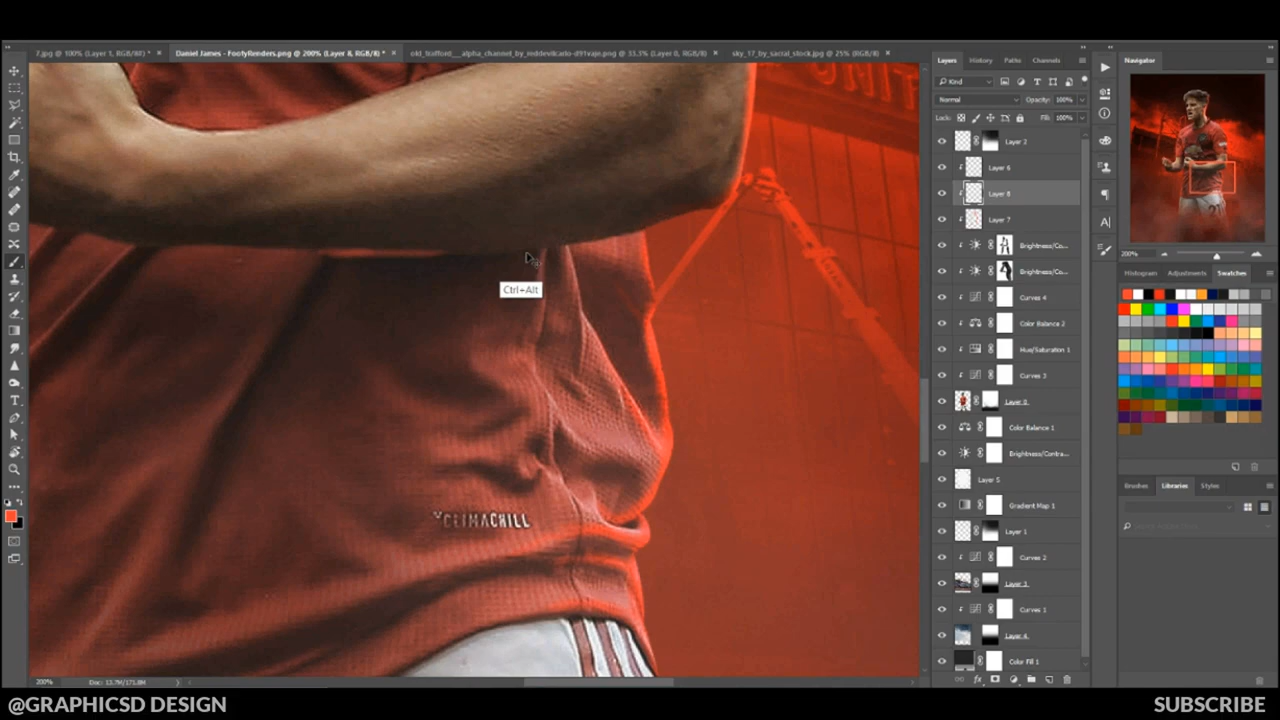 7.jpg @ 100% (Layer 1, RGB/8#) *
Daniel James - FootyRenders.png @ 200% (Layer 8, RGB/8#) *
old_trafford___alpha_channel_by_reddevilcarlo-d91vaje.png @ 33.3% (Layer 0, RGB/8#)
sky_17_by_sacral_stock.jpg @ 25% (RGB/8#)
UNIT
Ctrl+Alt
CLIMACHILL
200%
Doc: 13.7M/171.8M
Layers
History
Paths
Channels
Kind
Normal
Opacity: 100%
Lock:
Fill: 100%
Layer 2
Layer 6
Layer 8
Layer 7
Brightness/Co...
Brightness/Co...
Curves 4
Color Balance 2
Hue/Saturation 1
Curves 3
Layer 0
Color Balance 1
Brightness/Contra...
Layer 5
Gradient Map 1
Layer 1
Curves 2
Layer 3
Curves 1
Layer 4
Color Fill 1
Navigator
200%
Histogram
Adjustments
Swatches
Brushes
Libraries
Styles
@GRAPHICSD DESIGN
SUBSCRIBE